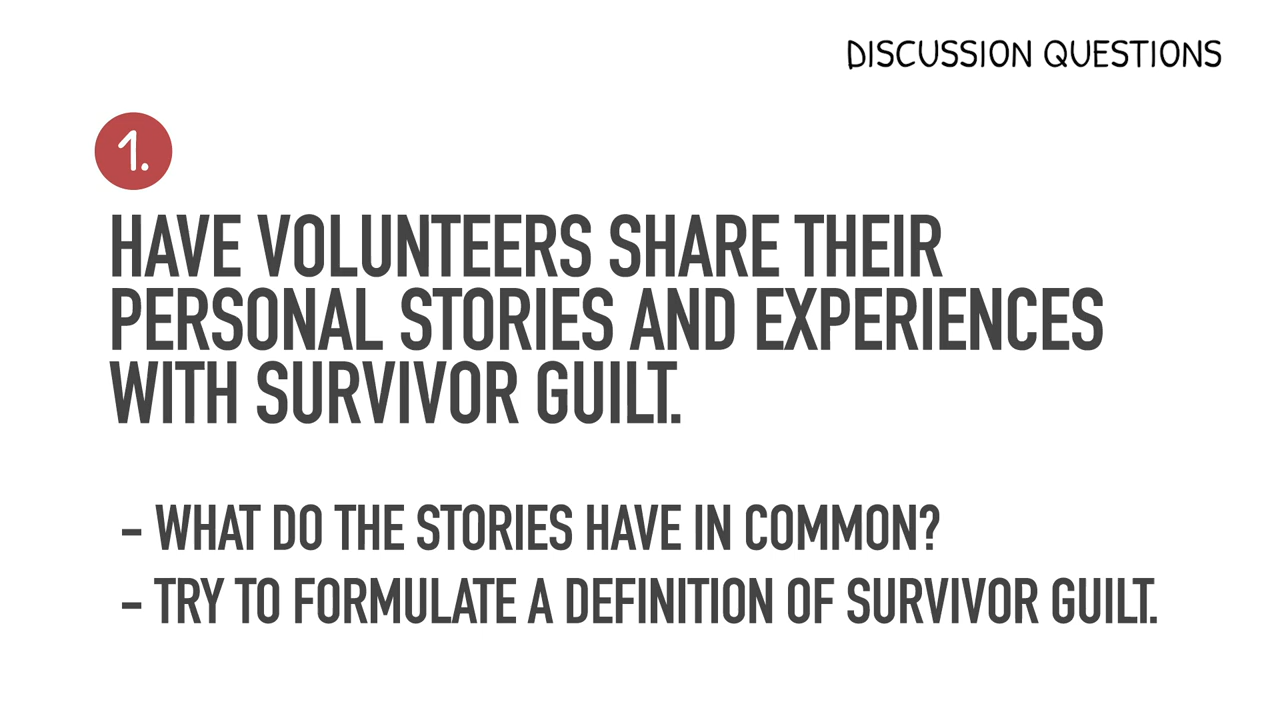 DISCUSSION QUESTIONS
1.
HAVE VOLUNTEERS SHARE THEIR
PERSONAL STORIES AND EXPERIENCES
WITH SURVIVOR GUILT.
- WHAT DO THE STORIES HAVE IN COMMON?
- TRY TO FORMULATE A DEFINITION OF SURVIVOR GUILT.